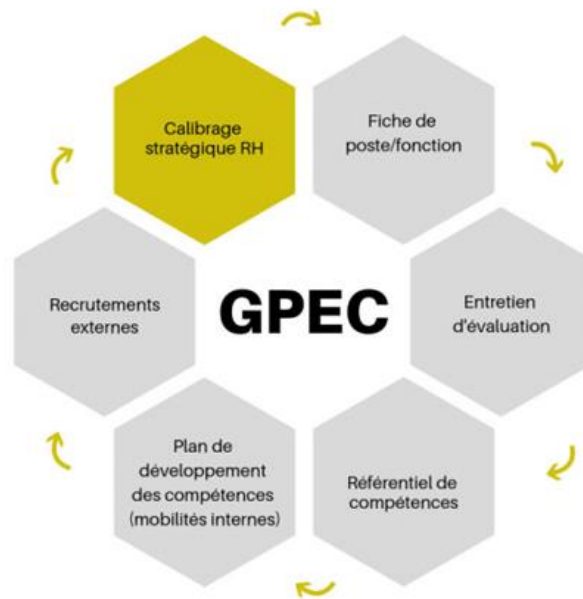 Calibrage
stratégique RH
Fiche de
poste/fonction
Entretien
d'évaluation
Référentiel de
compétences
Plan de
développement
des compétences
(mobilités internes)
Recrutements
externes
GPEC